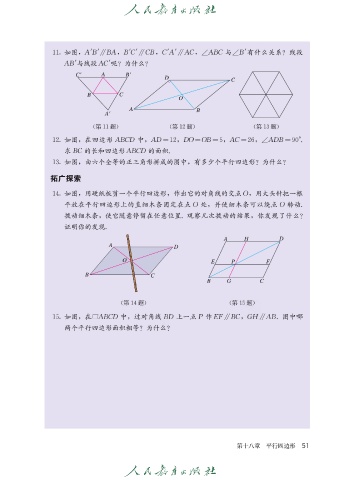 人民教育出版社
11. 如图，A′B′∥BA，B′C′∥CB，C′A′∥AC，∠ABC 与∠B′有什么关系？线段
AB′与线段 AC′呢？为什么？
C′ A B′ B C A′
D C O A B
（第 11 题） （第 12 题） （第 13 题）
12. 如图，在四边形 ABCD 中，AD＝12，DO＝OB＝5，AC＝26，∠ADB＝90°.
求 BC 的长和四边形 ABCD 的面积.
13. 如图，由六个全等的正三角形拼成的图中，有多少个平行四边形？为什么？
拓广探索
14. 如图，用硬纸板剪一个平行四边形，作出它的对角线的交点 O，用大头针把一根
平放在平行四边形上的直细木条固定在点 O 处，并使细木条可以绕点 O 转动.
拨动细木条，使它随意停留在任意位置. 观察几次拨动的结果，你发现了什么？
证明你的发现.
A D O B C
A H D E P F B G C
（第 14 题） （第 15 题）
15. 如图，在▱ABCD 中，过对角线 BD 上一点 P 作 EF∥BC，GH∥AB. 图中哪
两个平行四边形面积相等？为什么？
第十八章 平行四边形 51
人民教育出版社